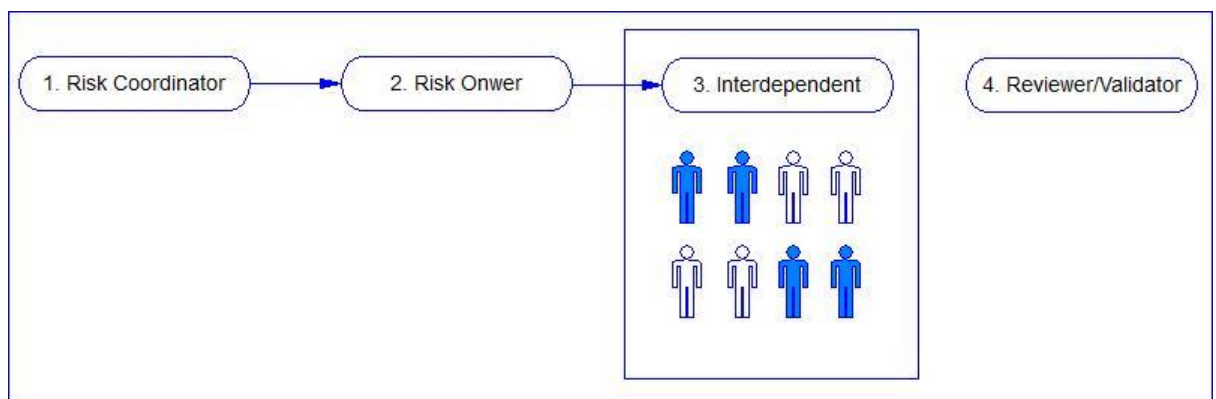 1. Risk Coordinator
2. Risk Onwer
3. Interdependent
4. Reviewer/Validator